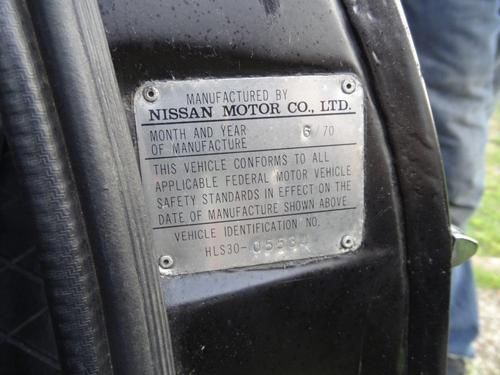 MANUFACTURED BY
NISSAN MOTOR CO., LTD.
MONTH AND YEAR 6/70
OF MANUFACTURE
THIS VEHICLE CONFORMS TO ALL
APPLICABLE FEDERAL MOTOR VEHICLE
SAFETY STANDARDS IN EFFECT ON THE
DATE OF MANUFACTURE SHOWN ABOVE
VEHICLE IDENTIFICATION NO.
HLS30-